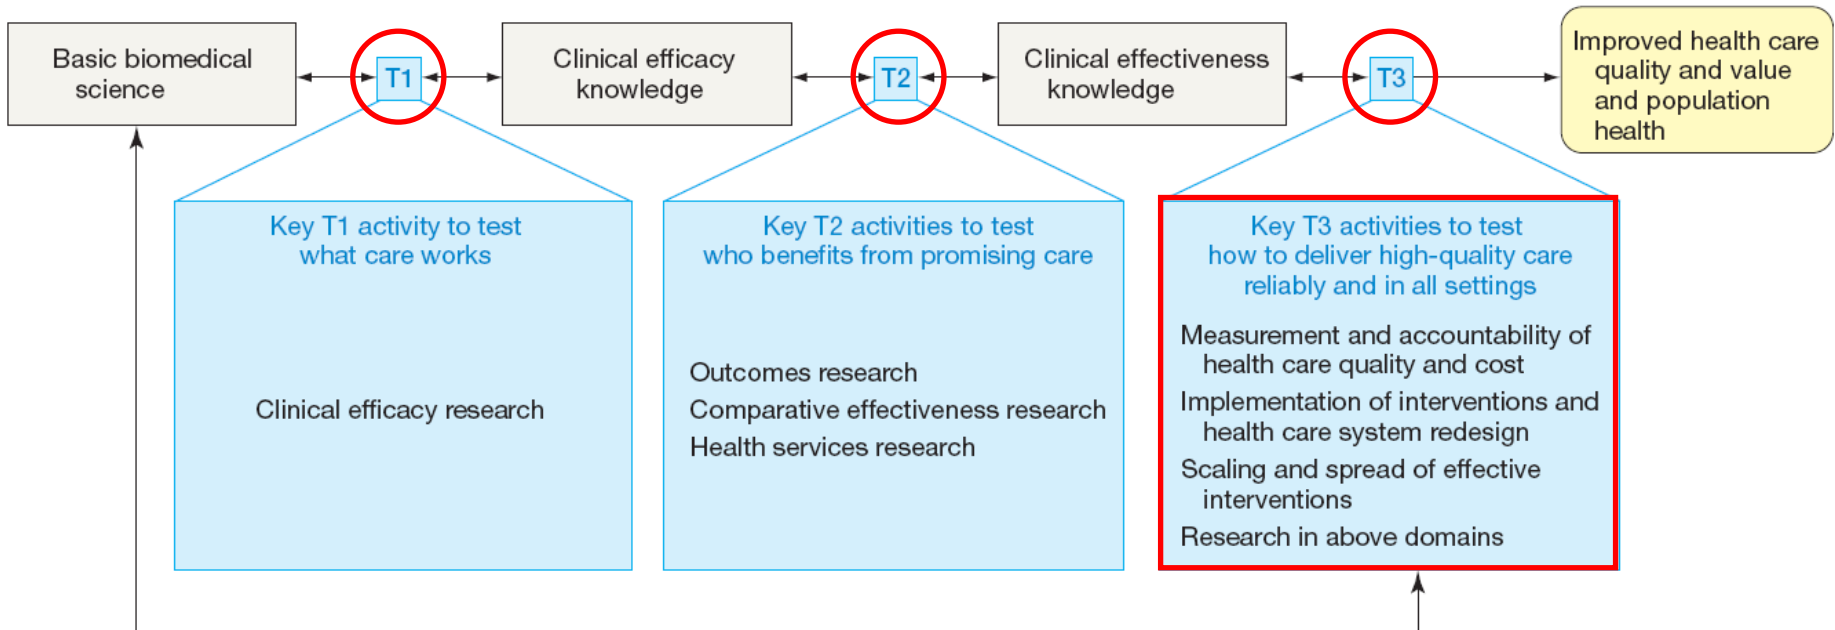 Basic biomedical
science
T1
Clinical efficacy
knowledge
T2
Clinical effectiveness
knowledge
T3
Improved health care
quality and value
and population
health
Key T1 activity to test
what care works
Clinical efficacy research
Key T2 activities to test
who benefits from promising care
Outcomes research
Comparative effectiveness research
Health services research
Key T3 activities to test
how to deliver high-quality care
reliably and in all settings
Measurement and accountability of
health care quality and cost
Implementation of interventions and
health care system redesign
Scaling and spread of effective
interventions
Research in above domains